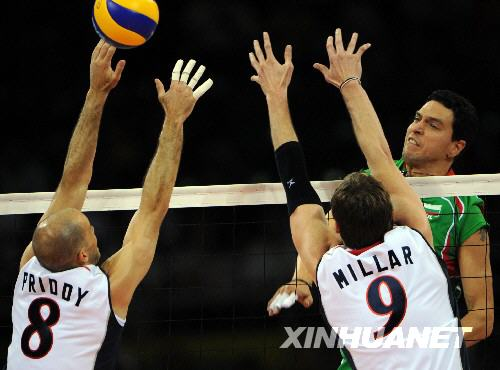 PRIDDY
8
MILLAR
9
XINHUANET